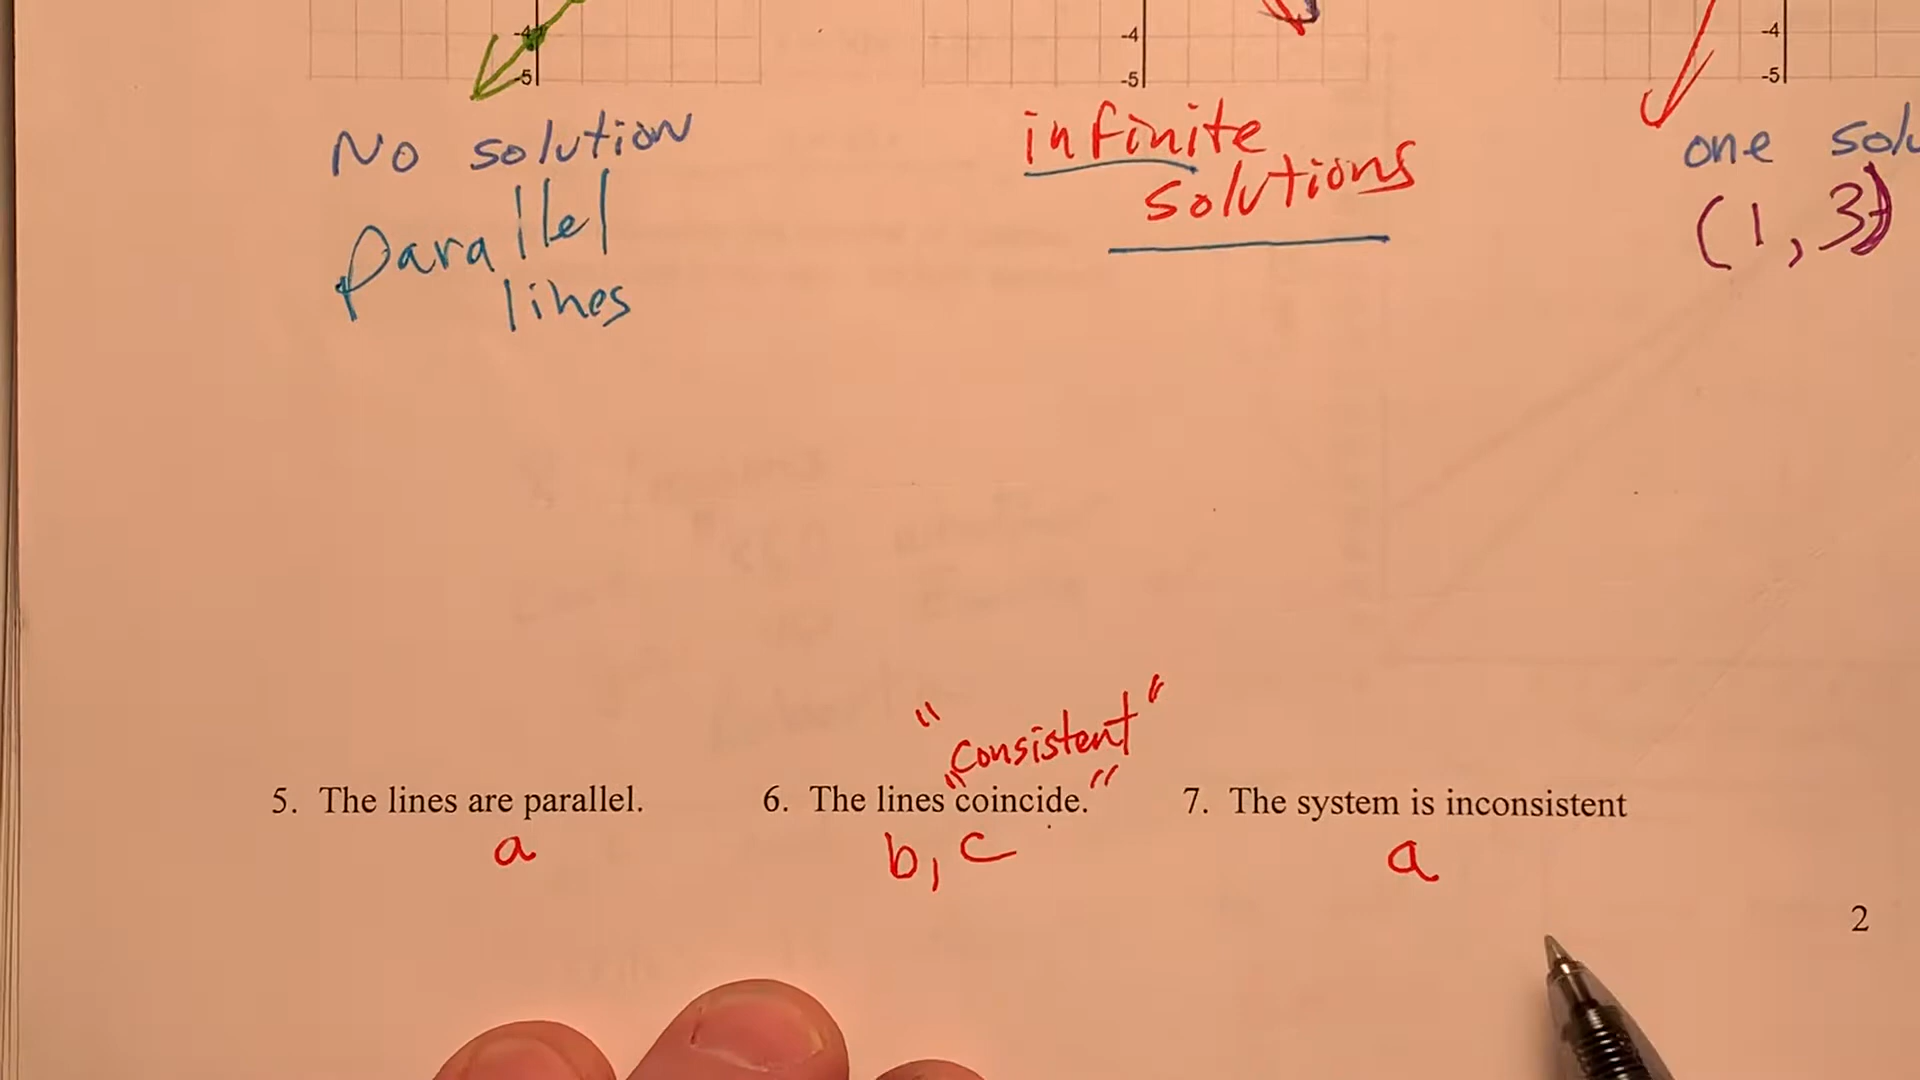 -4
-5
-4
-5
-4
-5
No solution
parallel
lines
infinite
solutions
one solu
(1, 3)
"consistent"
5. The lines are parallel.
a
6. The lines "coincide."
b, c
7. The system is inconsistent
a
2